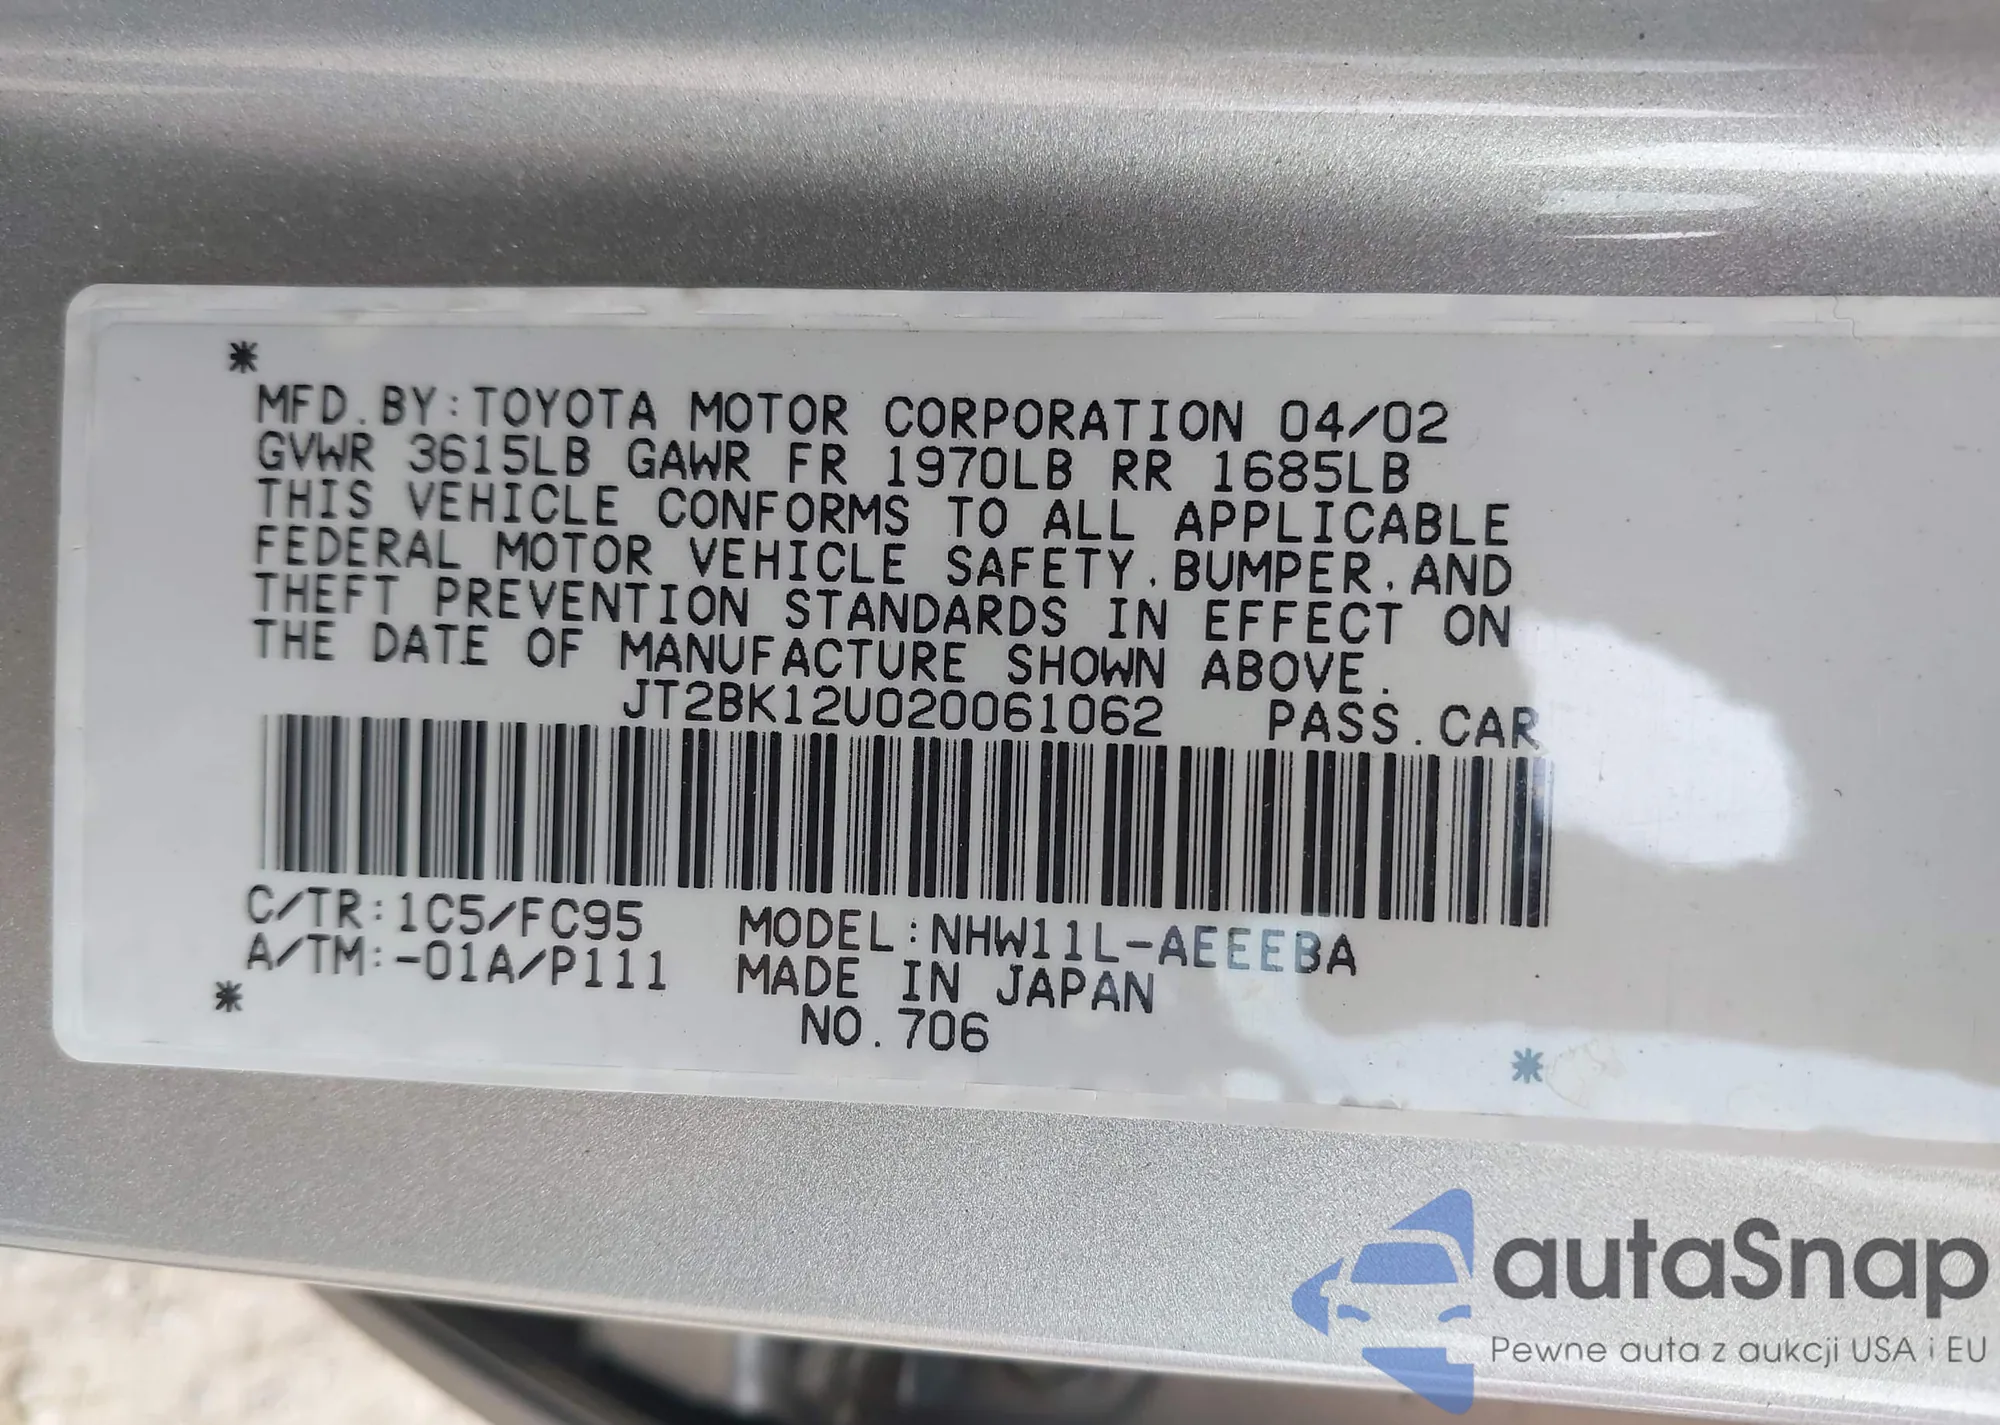 *
MFD.BY:TOYOTA MOTOR CORPORATION 04/02
GVWR 3615LB GAWR FR 1970LB RR 1685LB
THIS VEHICLE CONFORMS TO ALL APPLICABLE
FEDERAL MOTOR VEHICLE SAFETY,BUMPER,AND
THEFT PREVENTION STANDARDS IN EFFECT ON
THE DATE OF MANUFACTURE SHOWN ABOVE.
JT2BK12U020061062 PASS.CAR
C/TR:1C5/FC95 MODEL:NHW11L-AEEEBA
A/TM:-01A/P111 MADE IN JAPAN
* NO.706
*
autaSnap
Pewne auta z aukcji USA i EU